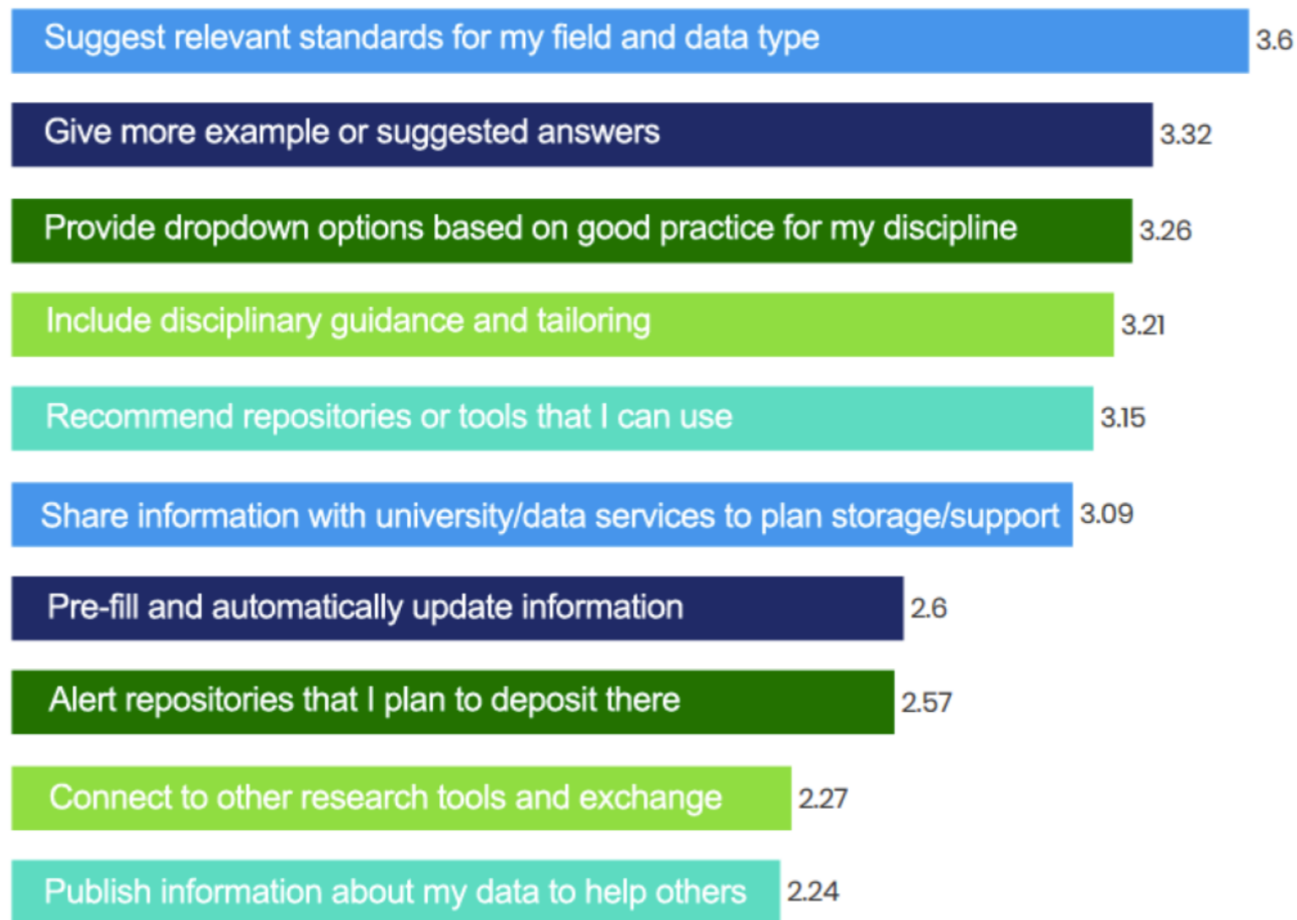 Suggest relevant standards for my field and data type 3.6
Give more example or suggested answers 3.32
Provide dropdown options based on good practice for my discipline 3.26
Include disciplinary guidance and tailoring 3.21
Recommend repositories or tools that I can use 3.15
Share information with university/data services to plan storage/support 3.09
Pre-fill and automatically update information 2.6
Alert repositories that I plan to deposit there 2.57
Connect to other research tools and exchange 2.27
Publish information about my data to help others 2.24